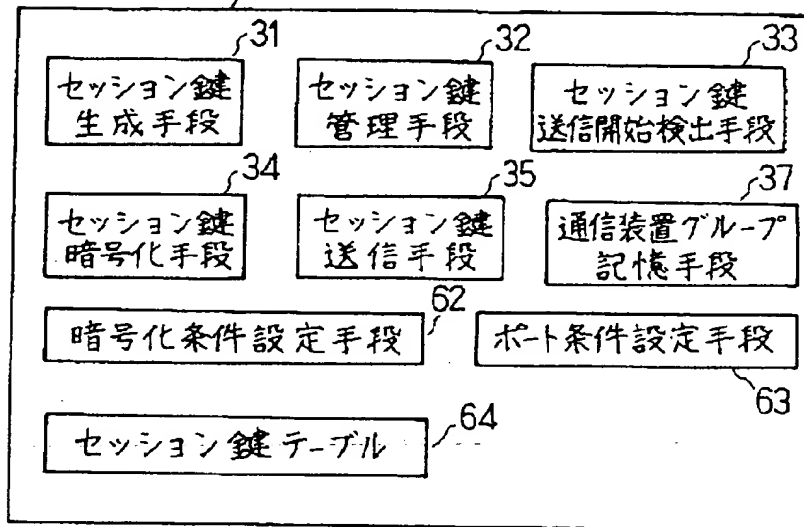 31
セッション鍵
生成手段
32
セッション鍵
管理手段
33
セッション鍵
送信開始検出手段
34
セッション鍵
暗号化手段
35
セッション鍵
送信手段
37
通信装置グループ
記憶手段
62
暗号化条件設定手段
ポート条件設定手段
63
セッション鍵テーブル
64